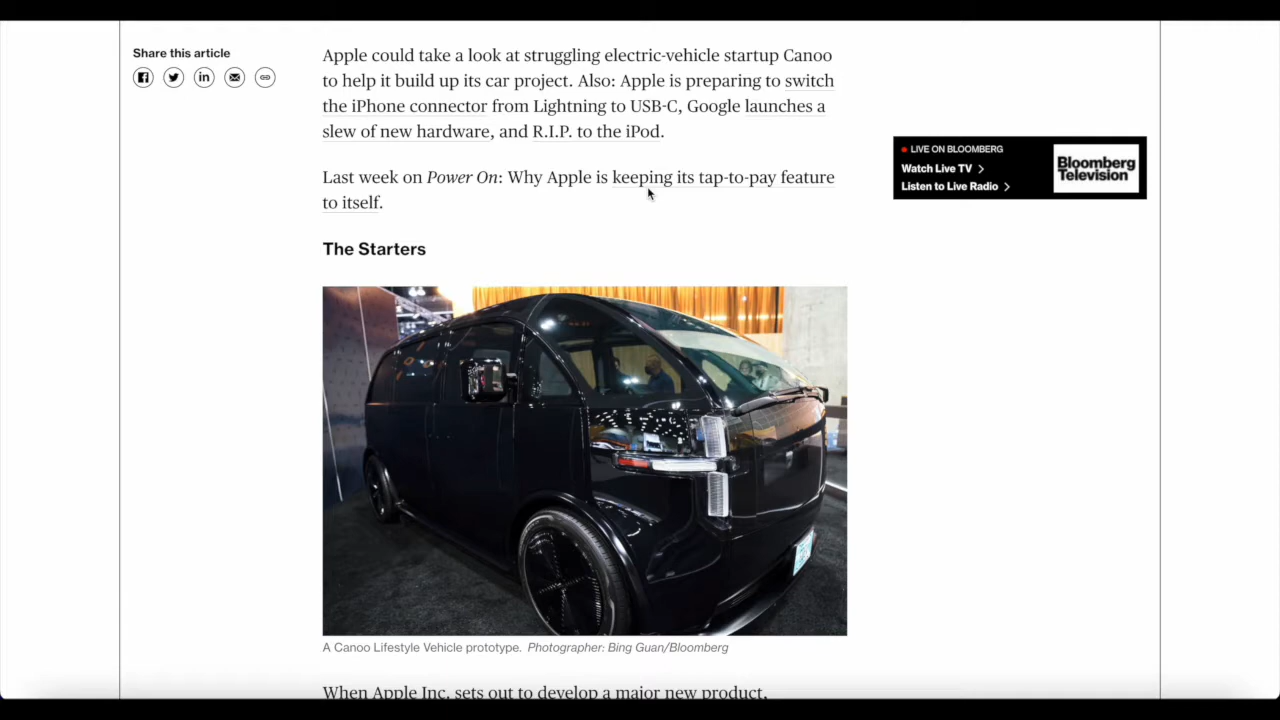 Share this article
Apple could take a look at struggling electric-vehicle startup Canoo
to help it build up its car project. Also: Apple is preparing to switch
the iPhone connector from Lightning to USB-C, Google launches a
slew of new hardware, and R.I.P. to the iPod.
Last week on Power On: Why Apple is keeping its tap-to-pay feature
to itself.
LIVE ON BLOOMBERG
Watch Live TV
Listen to Live Radio
Bloomberg
Television
The Starters
A Canoo Lifestyle Vehicle prototype. Photographer: Bing Guan/Bloomberg
When Apple Inc. sets out to develop a major new product,